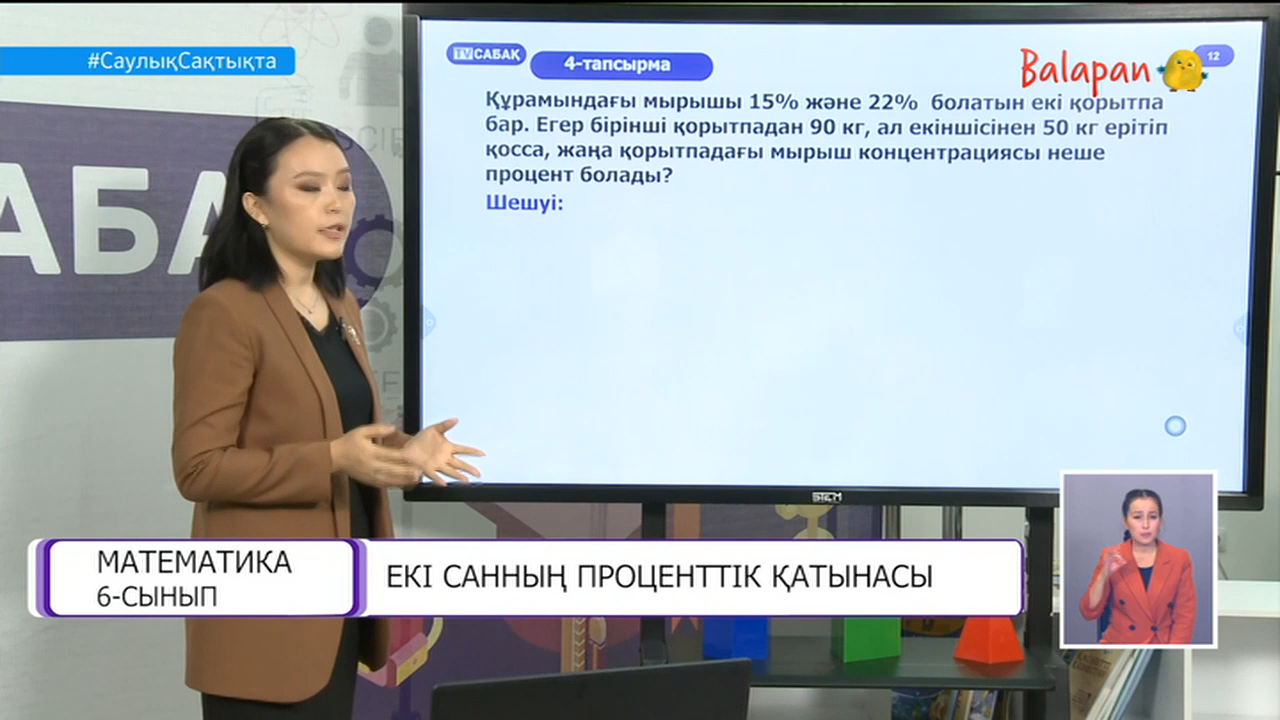 #СаулықСақтықта
TVСАБАҚ
4-тапсырма
Balapan
12
Құрамындағы мырышы 15% және 22% болатын екі қорытпа
бар. Егер бірінші қорытпадан 90 кг, ал екіншісінен 50 кг ерітіп
қосса, жаңа қорытпадағы мырыш концентрациясы неше
процент болады?
Шешуі:
АБА
STEM
МАТЕМАТИКА
6-СЫНЫП
ЕКІ САННЫҢ ПРОЦЕНТТІК ҚАТЫНАСЫ